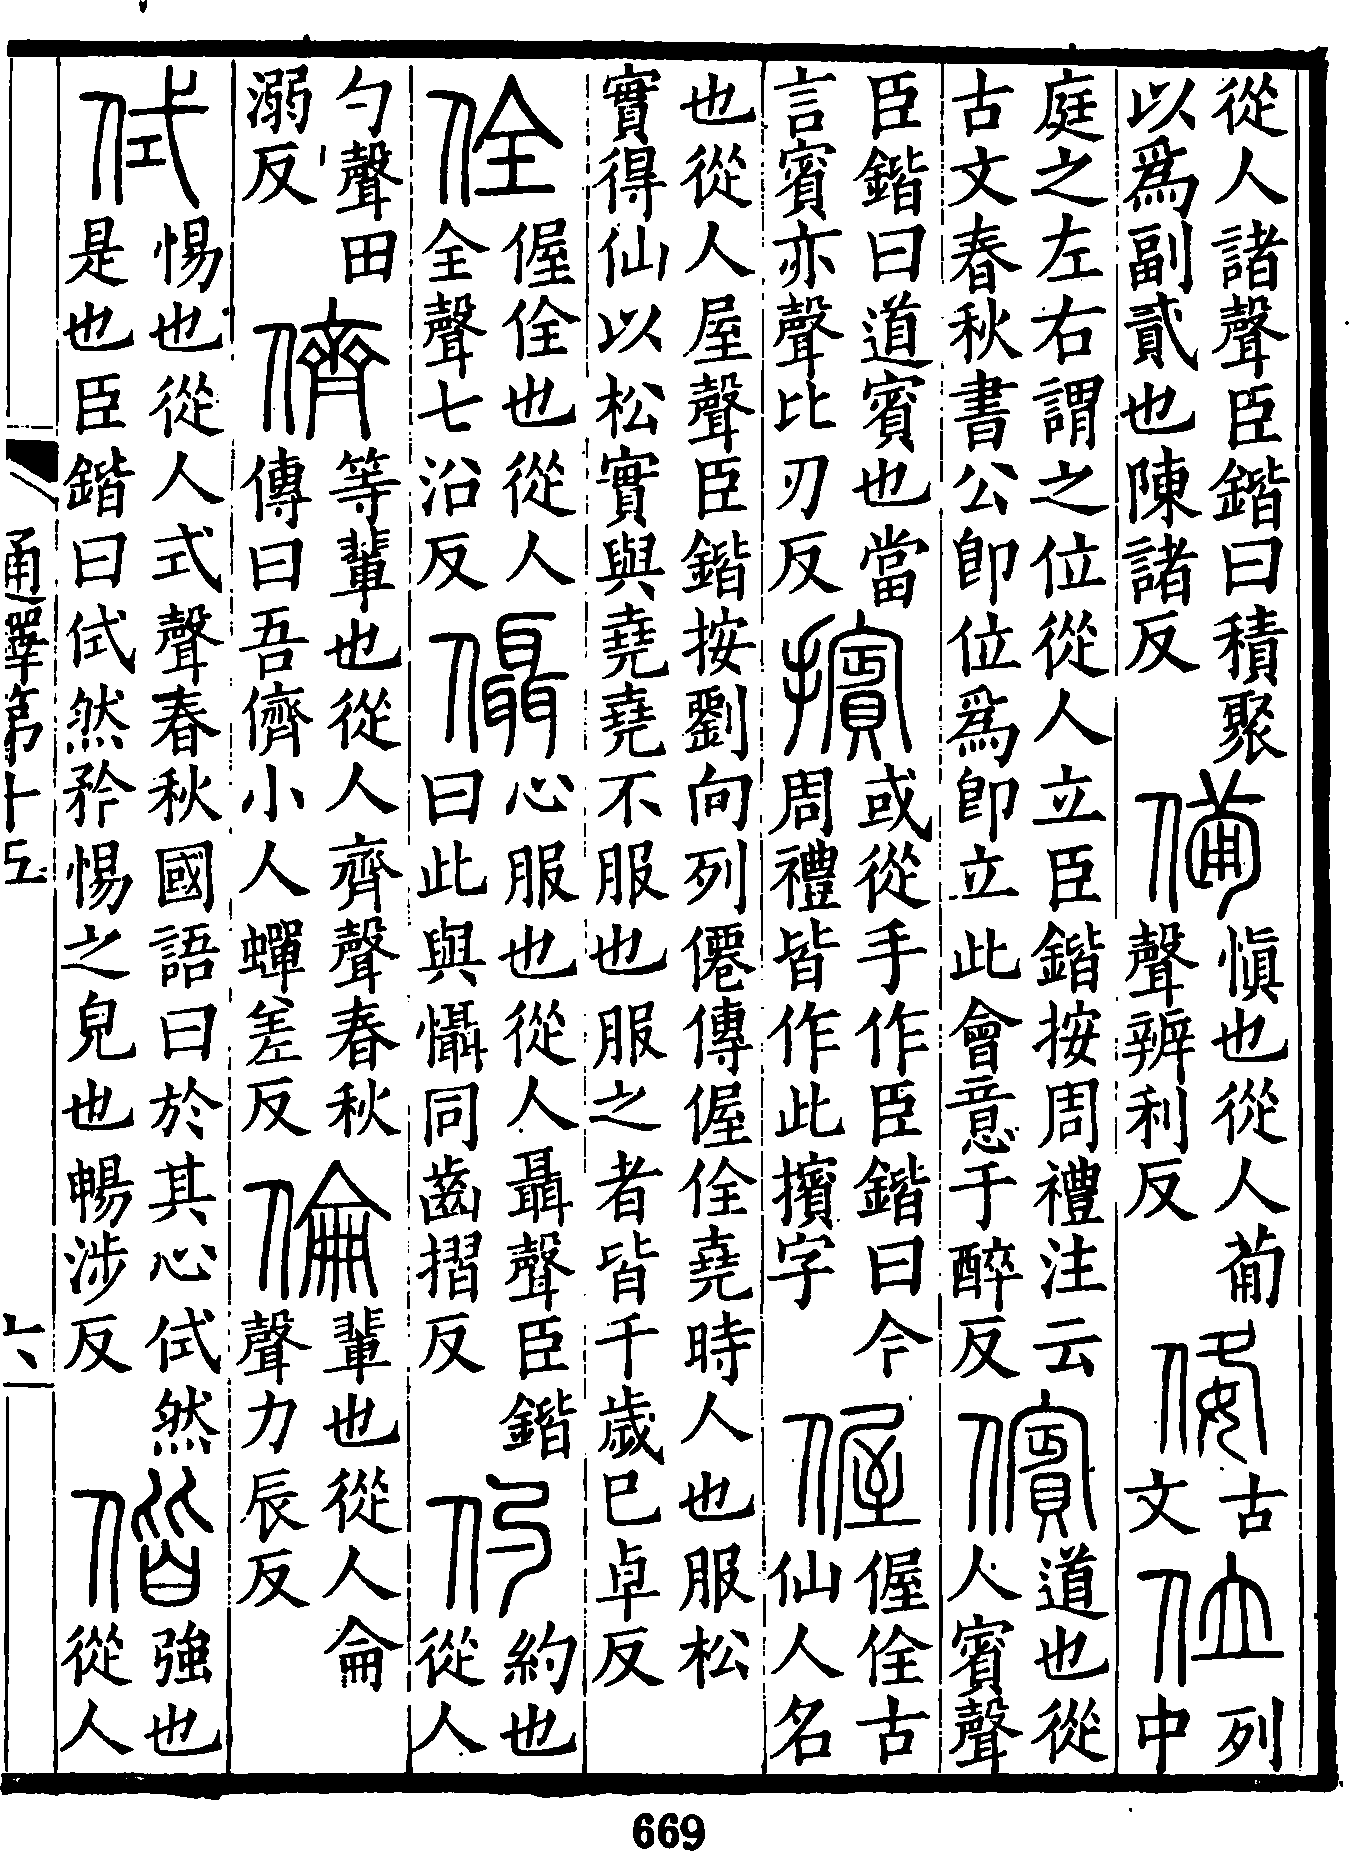 從人諸聲臣鍇曰積聚
以爲副貳也陳諸反
備
慎也從人葡
聲辨利反
古
文
位
列
中
庭之左右謂之位從人立臣鍇按周禮注云
古文春秋書公即位爲即立此會意于醉反
儐
道也從
人賓聲
臣鍇曰道賓也當
言賓亦聲比刃反
擯
或從手作臣鍇曰今
周禮皆作此擯字
偓
偓佺古
仙人名
也從人屋聲臣鍇按劉向列僊傳偓佺堯時人也服松
實得仙以松實與堯堯不服也服之者皆千歲巳卓反
佺
偓佺也從人
全聲七沿反
儡
心服也從人聶聲臣鍇
曰此與懾同齒摺反
仢
約也
從人
勺聲田
溺反
儕
等輩也從人齊聲春秋
傳曰吾儕小人蟬差反
倫
輩也從人侖
聲力辰反
侙
惕也從人式聲春秋國語曰於其心侙然
是也臣鍇曰侙然矜惕之皃也暢涉反
偕
強也
從人
通釋第十五
六
669